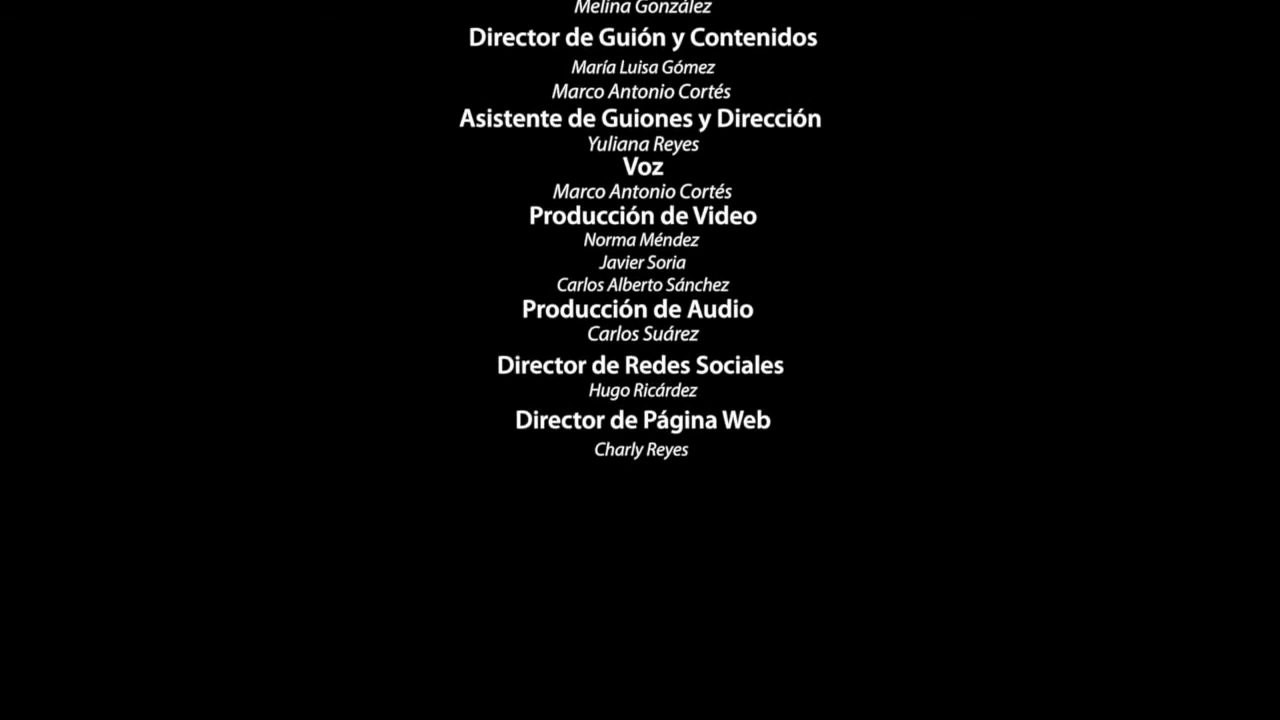 Melina González
Director de Guión y Contenidos
María Luisa Gómez
Marco Antonio Cortés
Asistente de Guiones y Dirección
Yuliana Reyes
Voz
Marco Antonio Cortés
Producción de Video
Norma Méndez
Javier Soria
Carlos Alberto Sánchez
Producción de Audio
Carlos Suárez
Director de Redes Sociales
Hugo Ricárdez
Director de Página Web
Charly Reyes